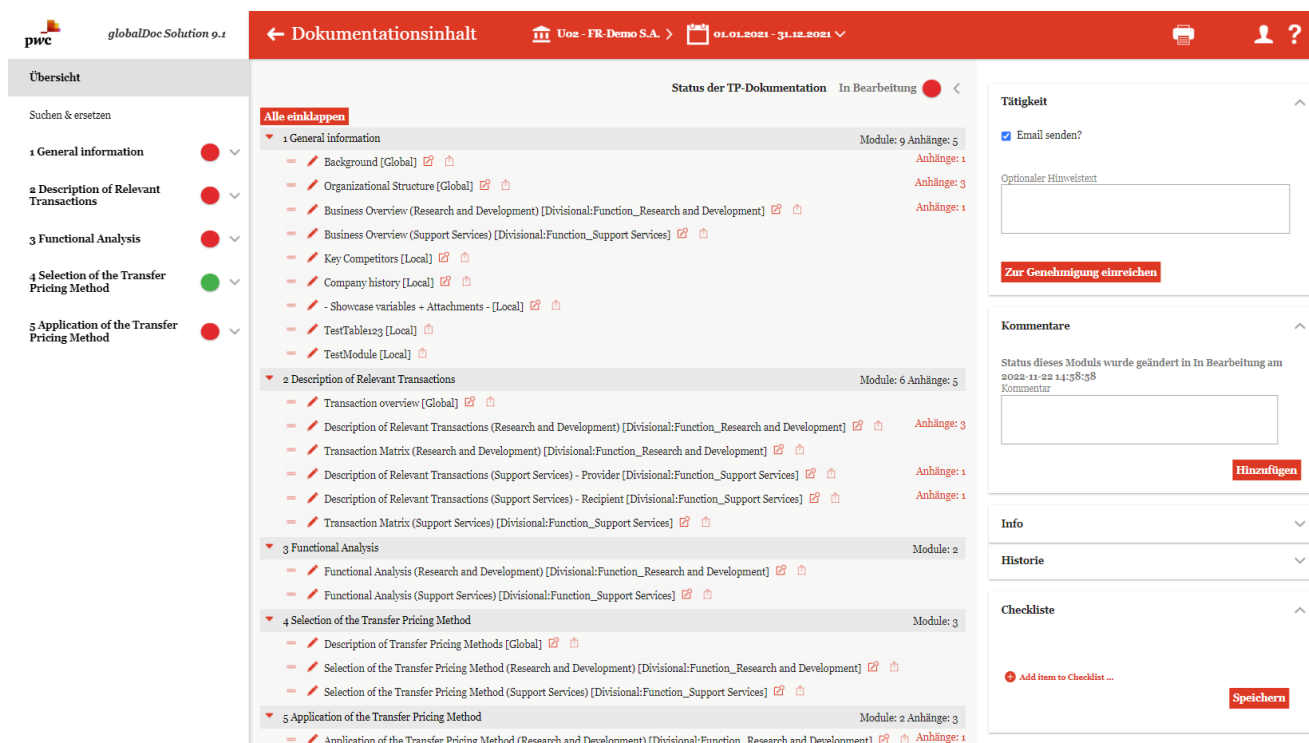 pwc
globalDoc Solution 9.1
Übersicht
Suchen & ersetzen
1 General information
2 Description of Relevant
Transactions
3 Functional Analysis
4 Selection of the Transfer
Pricing Method
5 Application of the Transfer
Pricing Method
Dokumentationsinhalt
U02 - FR-Demo S.A.
01.01.2021 - 31.12.2021
?
Status der TP-Dokumentation In Bearbeitung
Alle einklappen
1 General information Module: 9 Anhänge: 5
Background [Global] Anhänge: 1
Organizational Structure [Global] Anhänge: 3
Business Overview (Research and Development) [Divisional:Function_Research and Development] Anhänge: 1
Business Overview (Support Services) [Divisional:Function_Support Services]
Key Competitors [Local]
Company history [Local]
- Showcase variables + Attachments - [Local]
TestTable123 [Local]
TestModule [Local]
2 Description of Relevant Transactions Module: 6 Anhänge: 5
Transaction overview [Global]
Description of Relevant Transactions (Research and Development) [Divisional:Function_Research and Development] Anhänge: 3
Transaction Matrix (Research and Development) [Divisional:Function_Research and Development]
Description of Relevant Transactions (Support Services) - Provider [Divisional:Function_Support Services] Anhänge: 1
Description of Relevant Transactions (Support Services) - Recipient [Divisional:Function_Support Services] Anhänge: 1
Transaction Matrix (Support Services) [Divisional:Function_Support Services]
3 Functional Analysis Module: 2
Functional Analysis (Research and Development) [Divisional:Function_Research and Development]
Functional Analysis (Support Services) [Divisional:Function_Support Services]
4 Selection of the Transfer Pricing Method Module: 3
Description of Transfer Pricing Methods [Global]
Selection of the Transfer Pricing Method (Research and Development) [Divisional:Function_Research and Development]
Selection of the Transfer Pricing Method (Support Services) [Divisional:Function_Support Services]
5 Application of the Transfer Pricing Method Module: 2 Anhänge: 3
Application of the Transfer Pricing Method (Research and Development) [Divisional:Function_Research and Development] Anhänge: 1
Tätigkeit
Email senden?
Optionaler Hinweistext
Zur Genehmigung einreichen
Kommentare
Status dieses Moduls wurde geändert in In Bearbeitung am
2022-11-22 14:58:58
Kommentar
Hinzufügen
Info
Historie
Checkliste
Add item to Checklist ...
Speichern